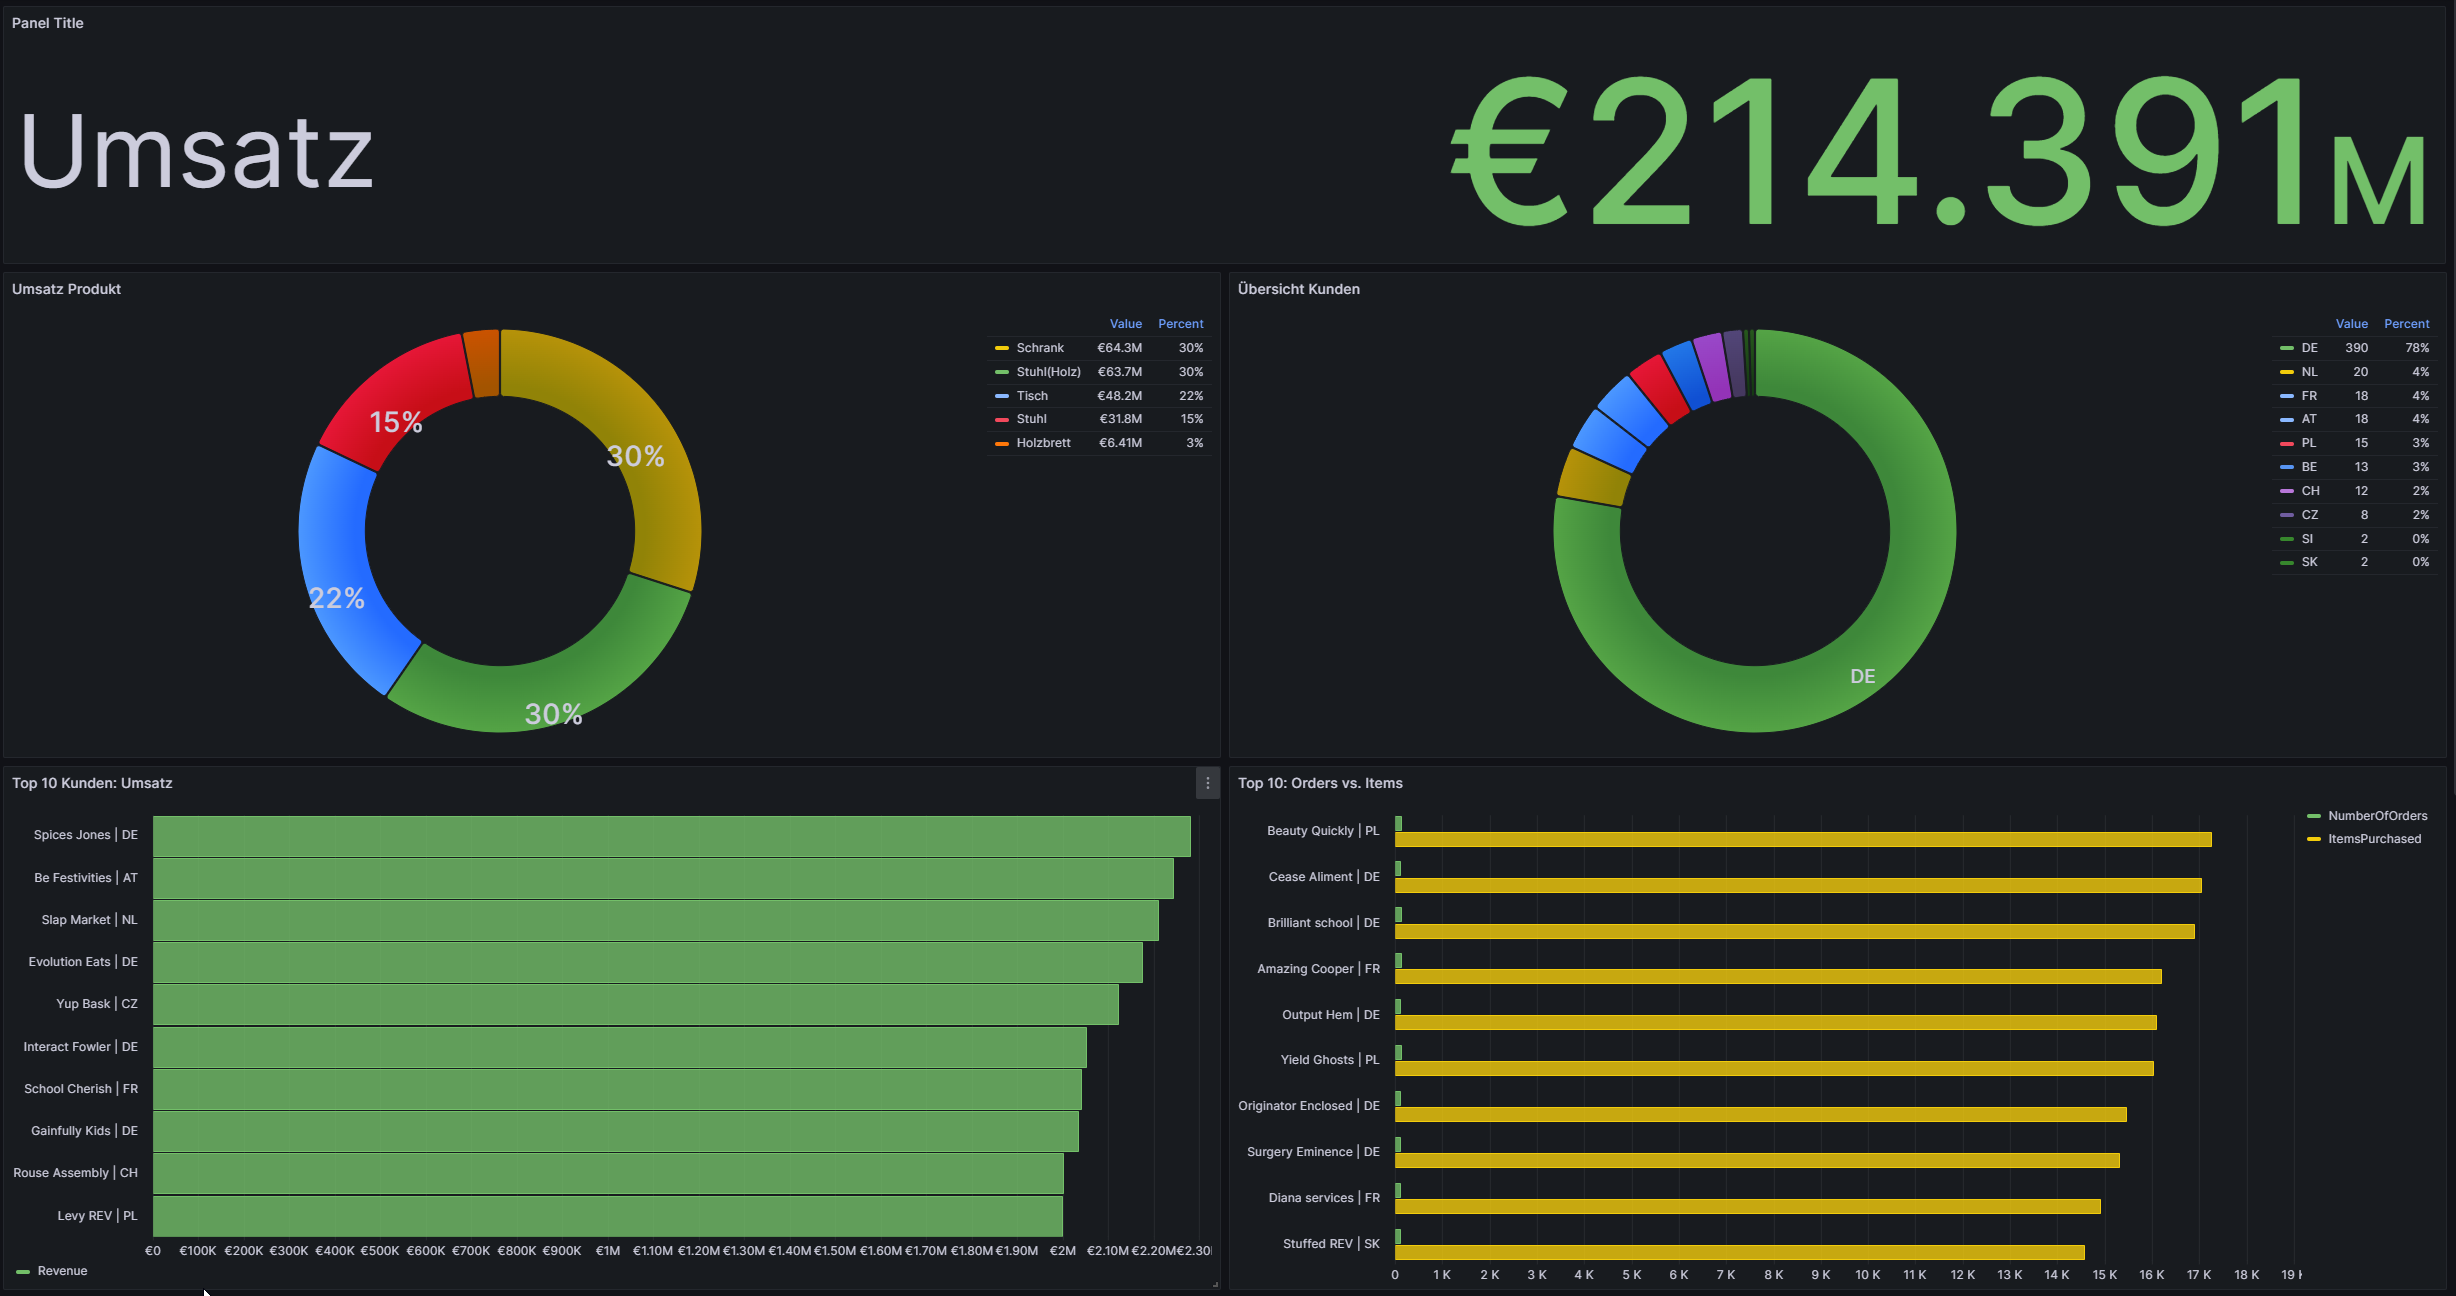 Panel Title
Umsatz
€214.391M
Umsatz Produkt
Value Percent
Schrank €64.3M 30%
Stuhl(Holz) €63.7M 30%
Tisch €48.2M 22%
Stuhl €31.8M 15%
Holzbrett €6.41M 3%
15%
30%
22%
30%
Übersicht Kunden
Value Percent
DE 390 78%
NL 20 4%
FR 18 4%
AT 18 4%
PL 15 3%
BE 13 3%
CH 12 2%
CZ 8 2%
SI 2 0%
SK 2 0%
DE
Top 10 Kunden: Umsatz
Spices Jones | DE
Be Festivities | AT
Slap Market | NL
Evolution Eats | DE
Yup Bask | CZ
Interact Fowler | DE
School Cherish | FR
Gainfully Kids | DE
Rouse Assembly | CH
Levy REV | PL
€0 €100K €200K €300K €400K €500K €600K €700K €800K €900K €1M €1.10M €1.20M €1.30M €1.40M €1.50M €1.60M €1.70M €1.80M €1.90M €2M €2.10M €2.20M €2.30
Revenue
Top 10: Orders vs. Items
NumberOfOrders
ItemsPurchased
Beauty Quickly | PL
Cease Aliment | DE
Brilliant school | DE
Amazing Cooper | FR
Output Hem | DE
Yield Ghosts | PL
Originator Enclosed | DE
Surgery Eminence | DE
Diana services | FR
Stuffed REV | SK
0 1 K 2 K 3 K 4 K 5 K 6 K 7 K 8 K 9 K 10 K 11 K 12 K 13 K 14 K 15 K 16 K 17 K 18 K 19